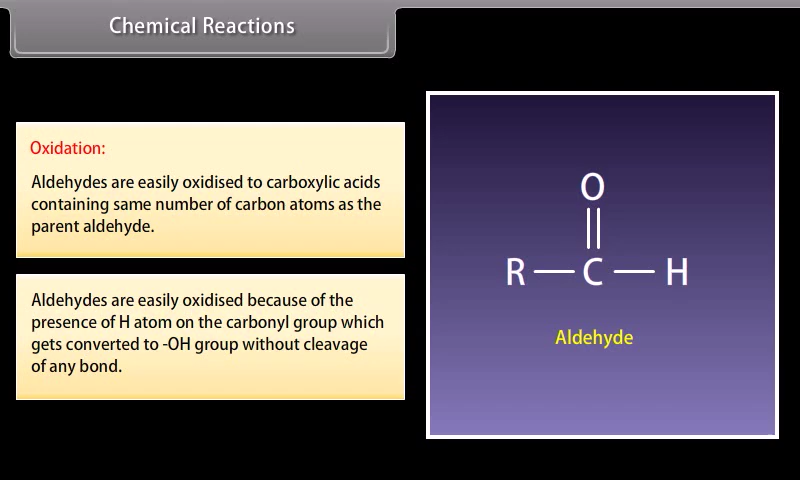 Chemical Reactions
Oxidation:
Aldehydes are easily oxidised to carboxylic acids
containing same number of carbon atoms as the
parent aldehyde.
Aldehydes are easily oxidised because of the
presence of H atom on the carbonyl group which
gets converted to -OH group without cleavage
of any bond.
O
R C H
Aldehyde